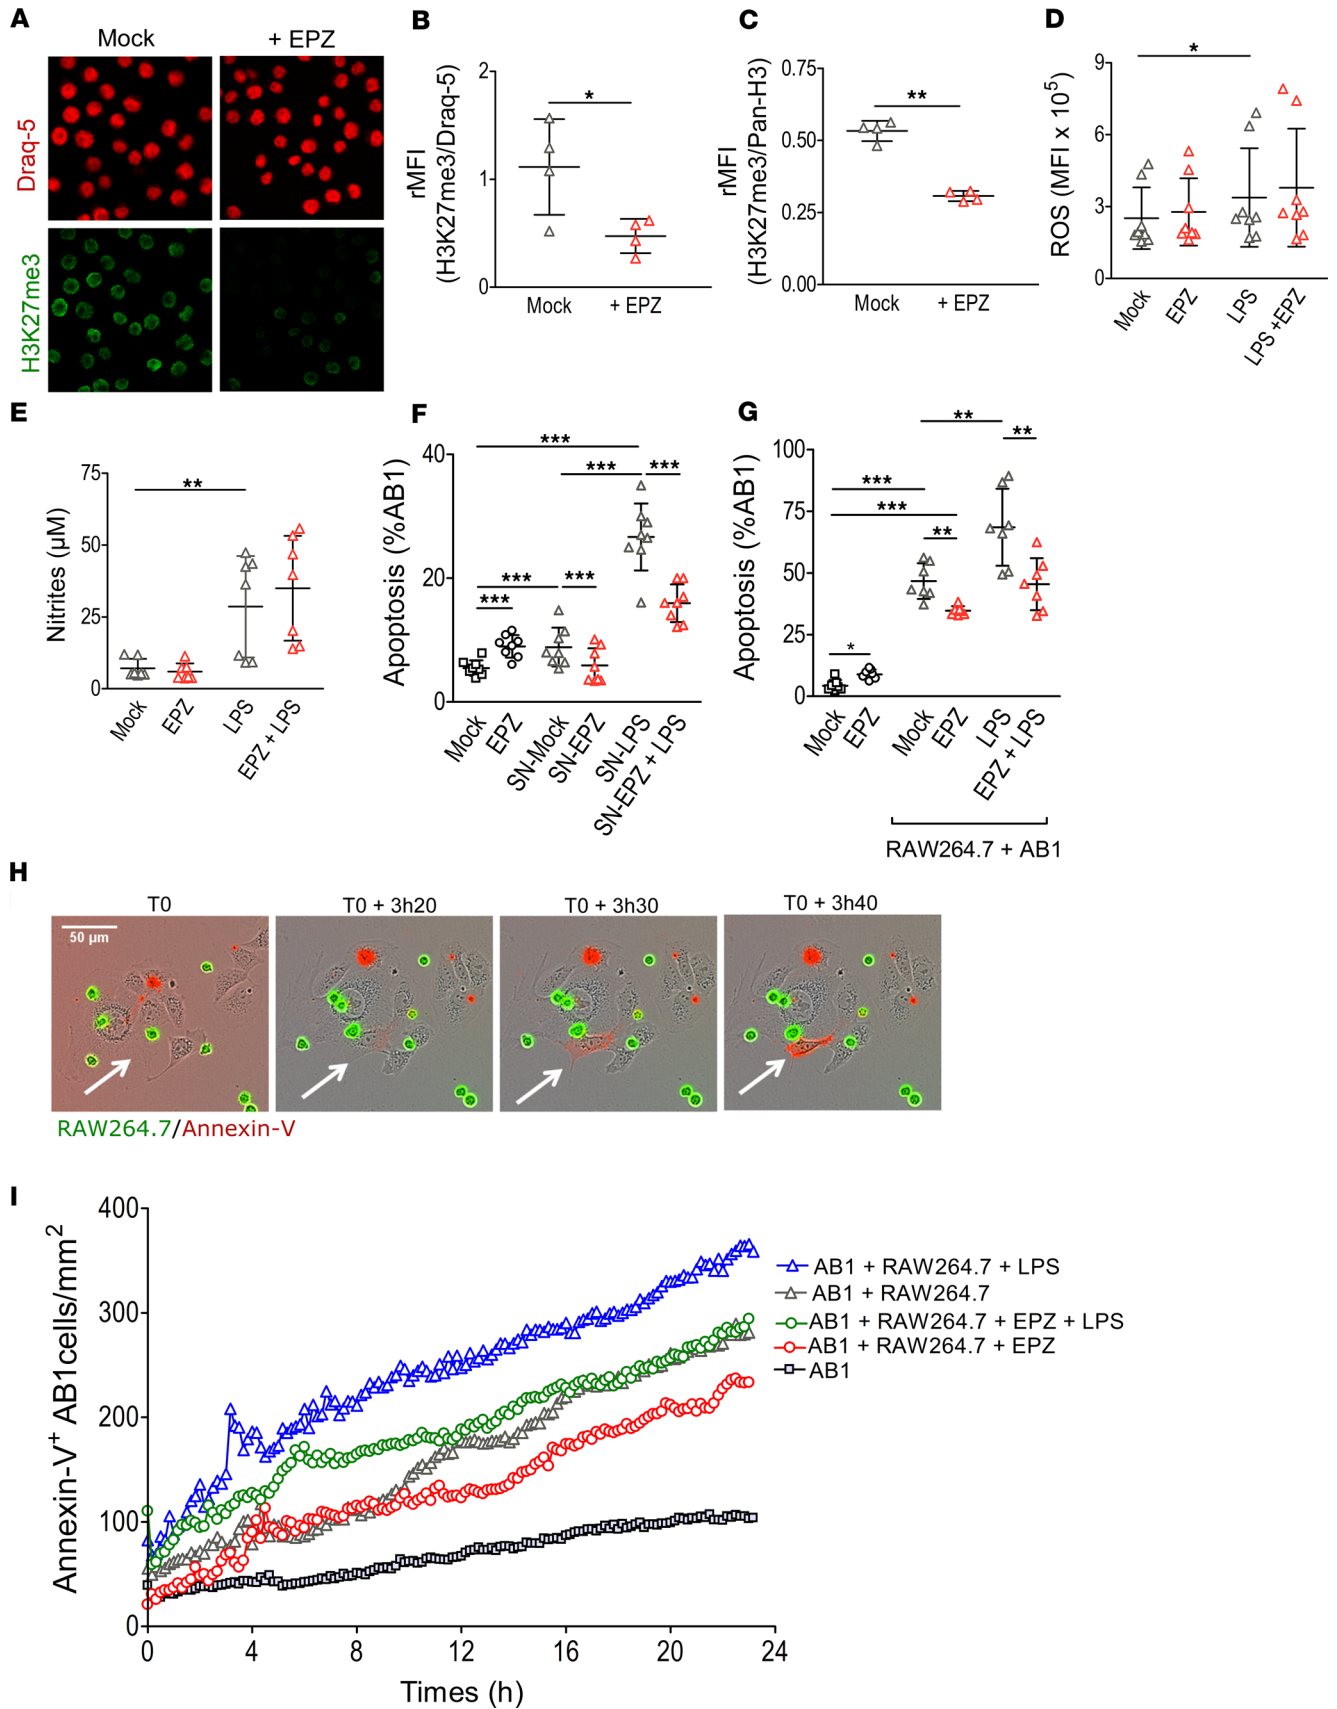 A
Mock
+ EPZ
Draq-5
H3K27me3
B
rMFI
(H3K27me3/Draq-5)
2
1
0
*
Mock
+ EPZ
C
rMFI
(H3K27me3/Pan-H3)
0.75
0.50
0.25
0.00
**
Mock
+ EPZ
D
ROS (MFI x 10⁵)
9
6
3
0
*
Mock
EPZ
LPS
LPS +EPZ
E
Nitrites (µM)
75
50
25
0
**
Mock
EPZ
LPS
EPZ + LPS
F
Apoptosis (%AB1)
40
20
0
***
*** ***
*** ***
***
Mock
EPZ
SN-Mock
SN-EPZ
SN-LPS
SN-EPZ + LPS
G
Apoptosis (%AB1)
100
75
50
25
0
**
**
***
***
**
*
Mock
EPZ
Mock
EPZ
LPS
EPZ + LPS
RAW264.7 + AB1
H
T0
T0 + 3h20
T0 + 3h30
T0 + 3h40
50 µm
RAW264.7/Annexin-V
I
Annexin-V⁺ AB1cells/mm²
400
300
200
100
0
0 4 8 12 16 20 24
Times (h)
AB1 + RAW264.7 + LPS
AB1 + RAW264.7
AB1 + RAW264.7 + EPZ + LPS
AB1 + RAW264.7 + EPZ
AB1